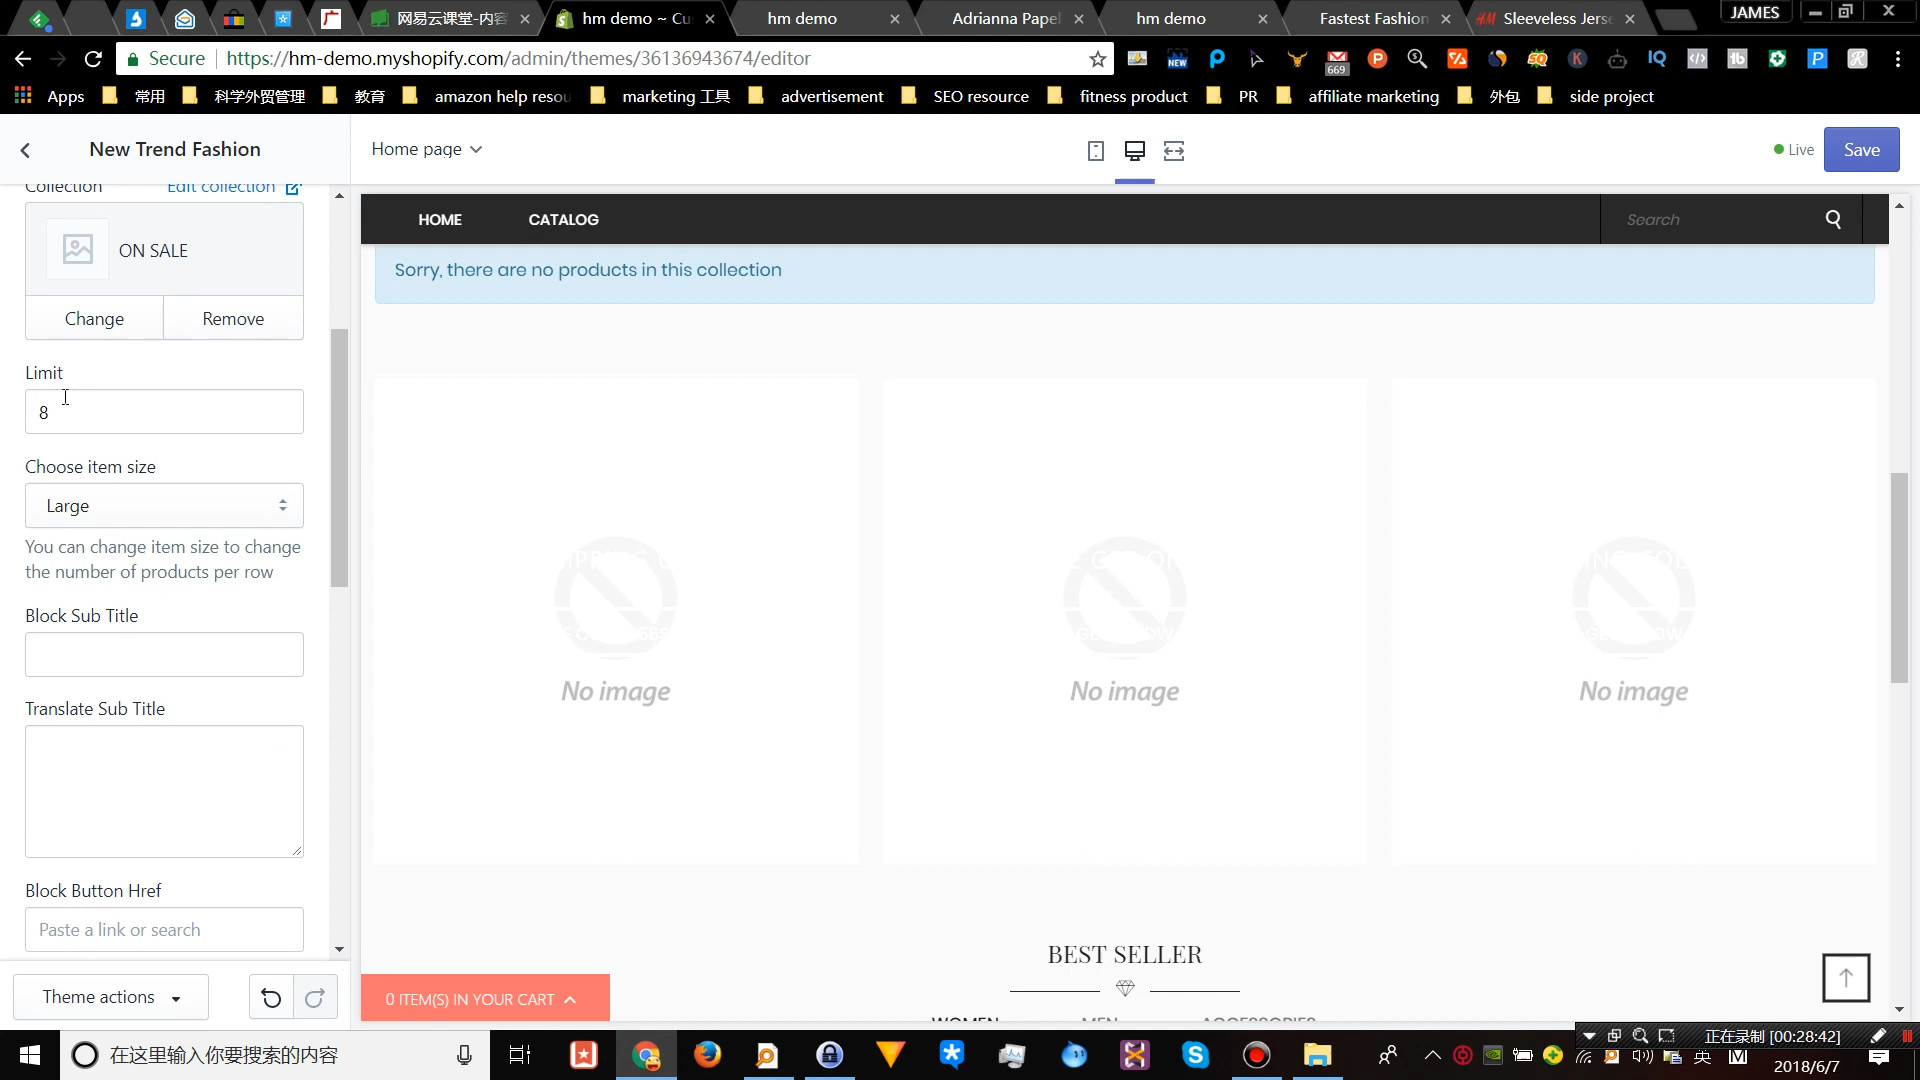 网易云课堂-内容
hm demo ~ Cu
hm demo
Adrianna Papel
hm demo
Fastest Fashion
H&M Sleeveless Jerse
JAMES
Secure
https://hm-demo.myshopify.com/admin/themes/36136943674/editor
NEW
669
Apps
常用
科学外贸管理
教育
amazon help resou
marketing 工具
advertisement
SEO resource
fitness product
PR
affiliate marketing
外包
side project
New Trend Fashion
Home page
Live
Save
Collection
Edit collection
ON SALE
Change
Remove
Limit
8
Choose item size
Large
You can change item size to change
the number of products per row
Block Sub Title
Translate Sub Title
Block Button Href
Paste a link or search
Theme actions
HOME
CATALOG
Search
Sorry, there are no products in this collection
No image
No image
No image
BEST SELLER
WOMEN
MEN
ACCESSORIES
0 ITEM(S) IN YOUR CART
在这里输入你要搜索的内容
正在录制 [00:28:42]
英
M
2018/6/7